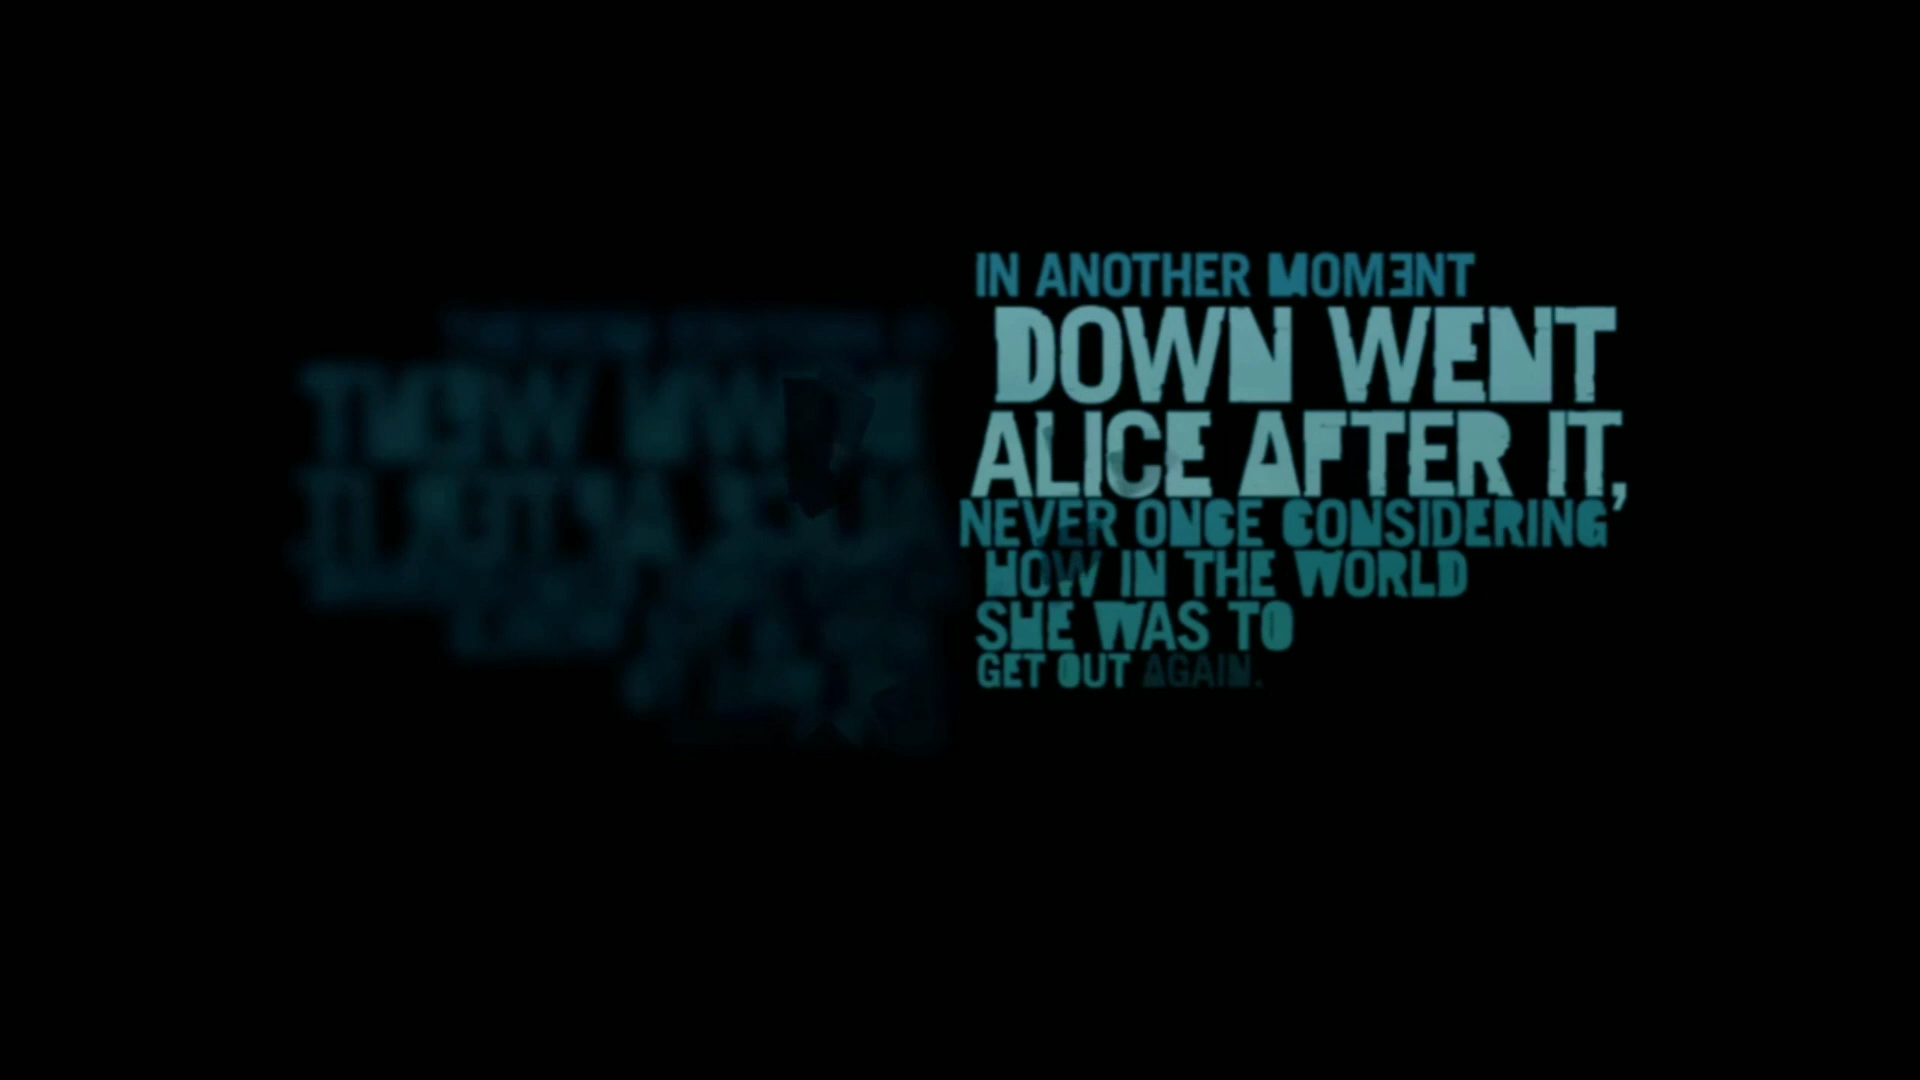 IN ANOTHER MOMENT
DOWN WENT
ALICE AFTER IT,
NEVER ONCE CONSIDERING
HOW IN THE WORLD
SHE WAS TO
GET OUT AGAIN.